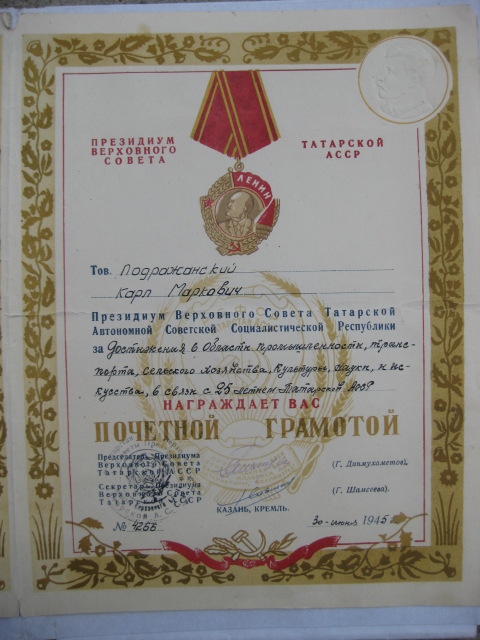 ПРЕЗИДИУМ
ВЕРХОВНОГО
СОВЕТА
ТАТАРСКОЙ
АССР
ЛЕНИН
Тов. Подражанский
Карл Маркович
Президиум Верховного Совета Татарской
Автономной Советской Социалистической Республики
за достижения в области промышленности, транс-
порта, сельского хозяйства, культуры, науки, и ис-
кусства, в связи с 25-летием Татарской АССР
НАГРАЖДАЕТ ВАС
ПОЧЕТНОЙ ГРАМОТОЙ
Председатель Президиума
Верховного Совета
Татарской АССР
(Г. Динмухаметов).
Секретарь Президиума
Верховного Совета
Татарской АССР
(Г. Шамсеева).
КАЗАНЬ, КРЕМЛЬ.
№ 4256
30-июня 1945